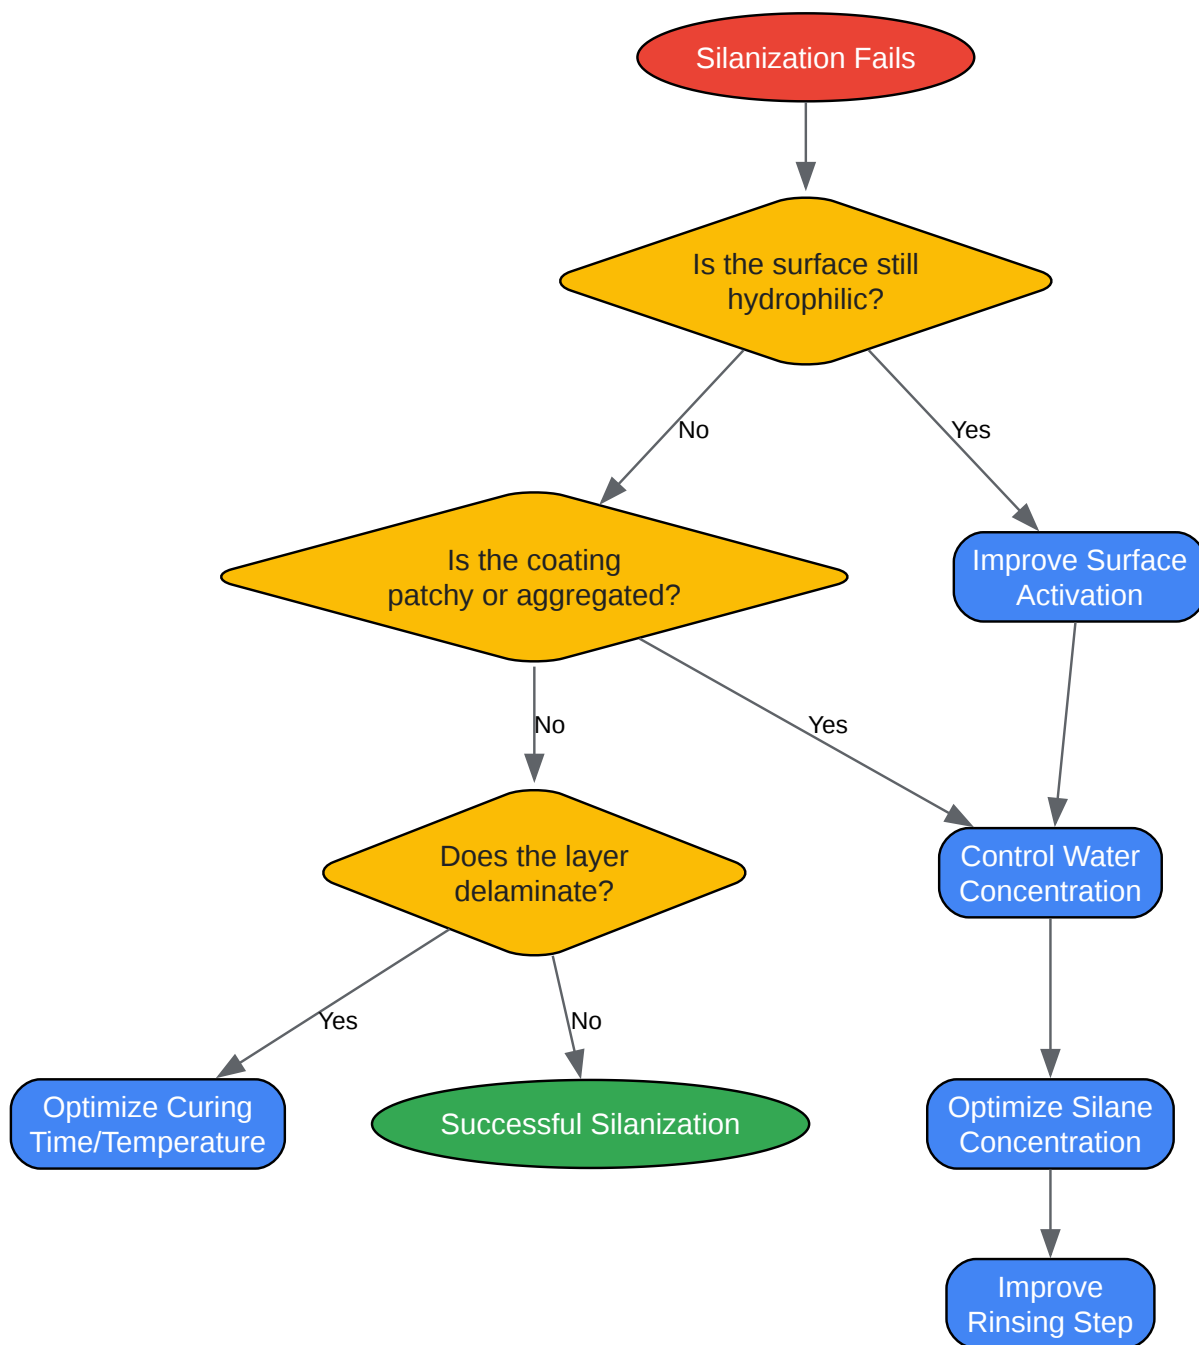 Silanization Fails
Is the surface still
hydrophilic?
No
Yes
Is the coating
patchy or aggregated?
Improve Surface
Activation
No
Yes
Does the layer
delaminate?
Control Water
Concentration
Yes
No
Optimize Curing
Time/Temperature
Successful Silanization
Optimize Silane
Concentration
Improve
Rinsing Step